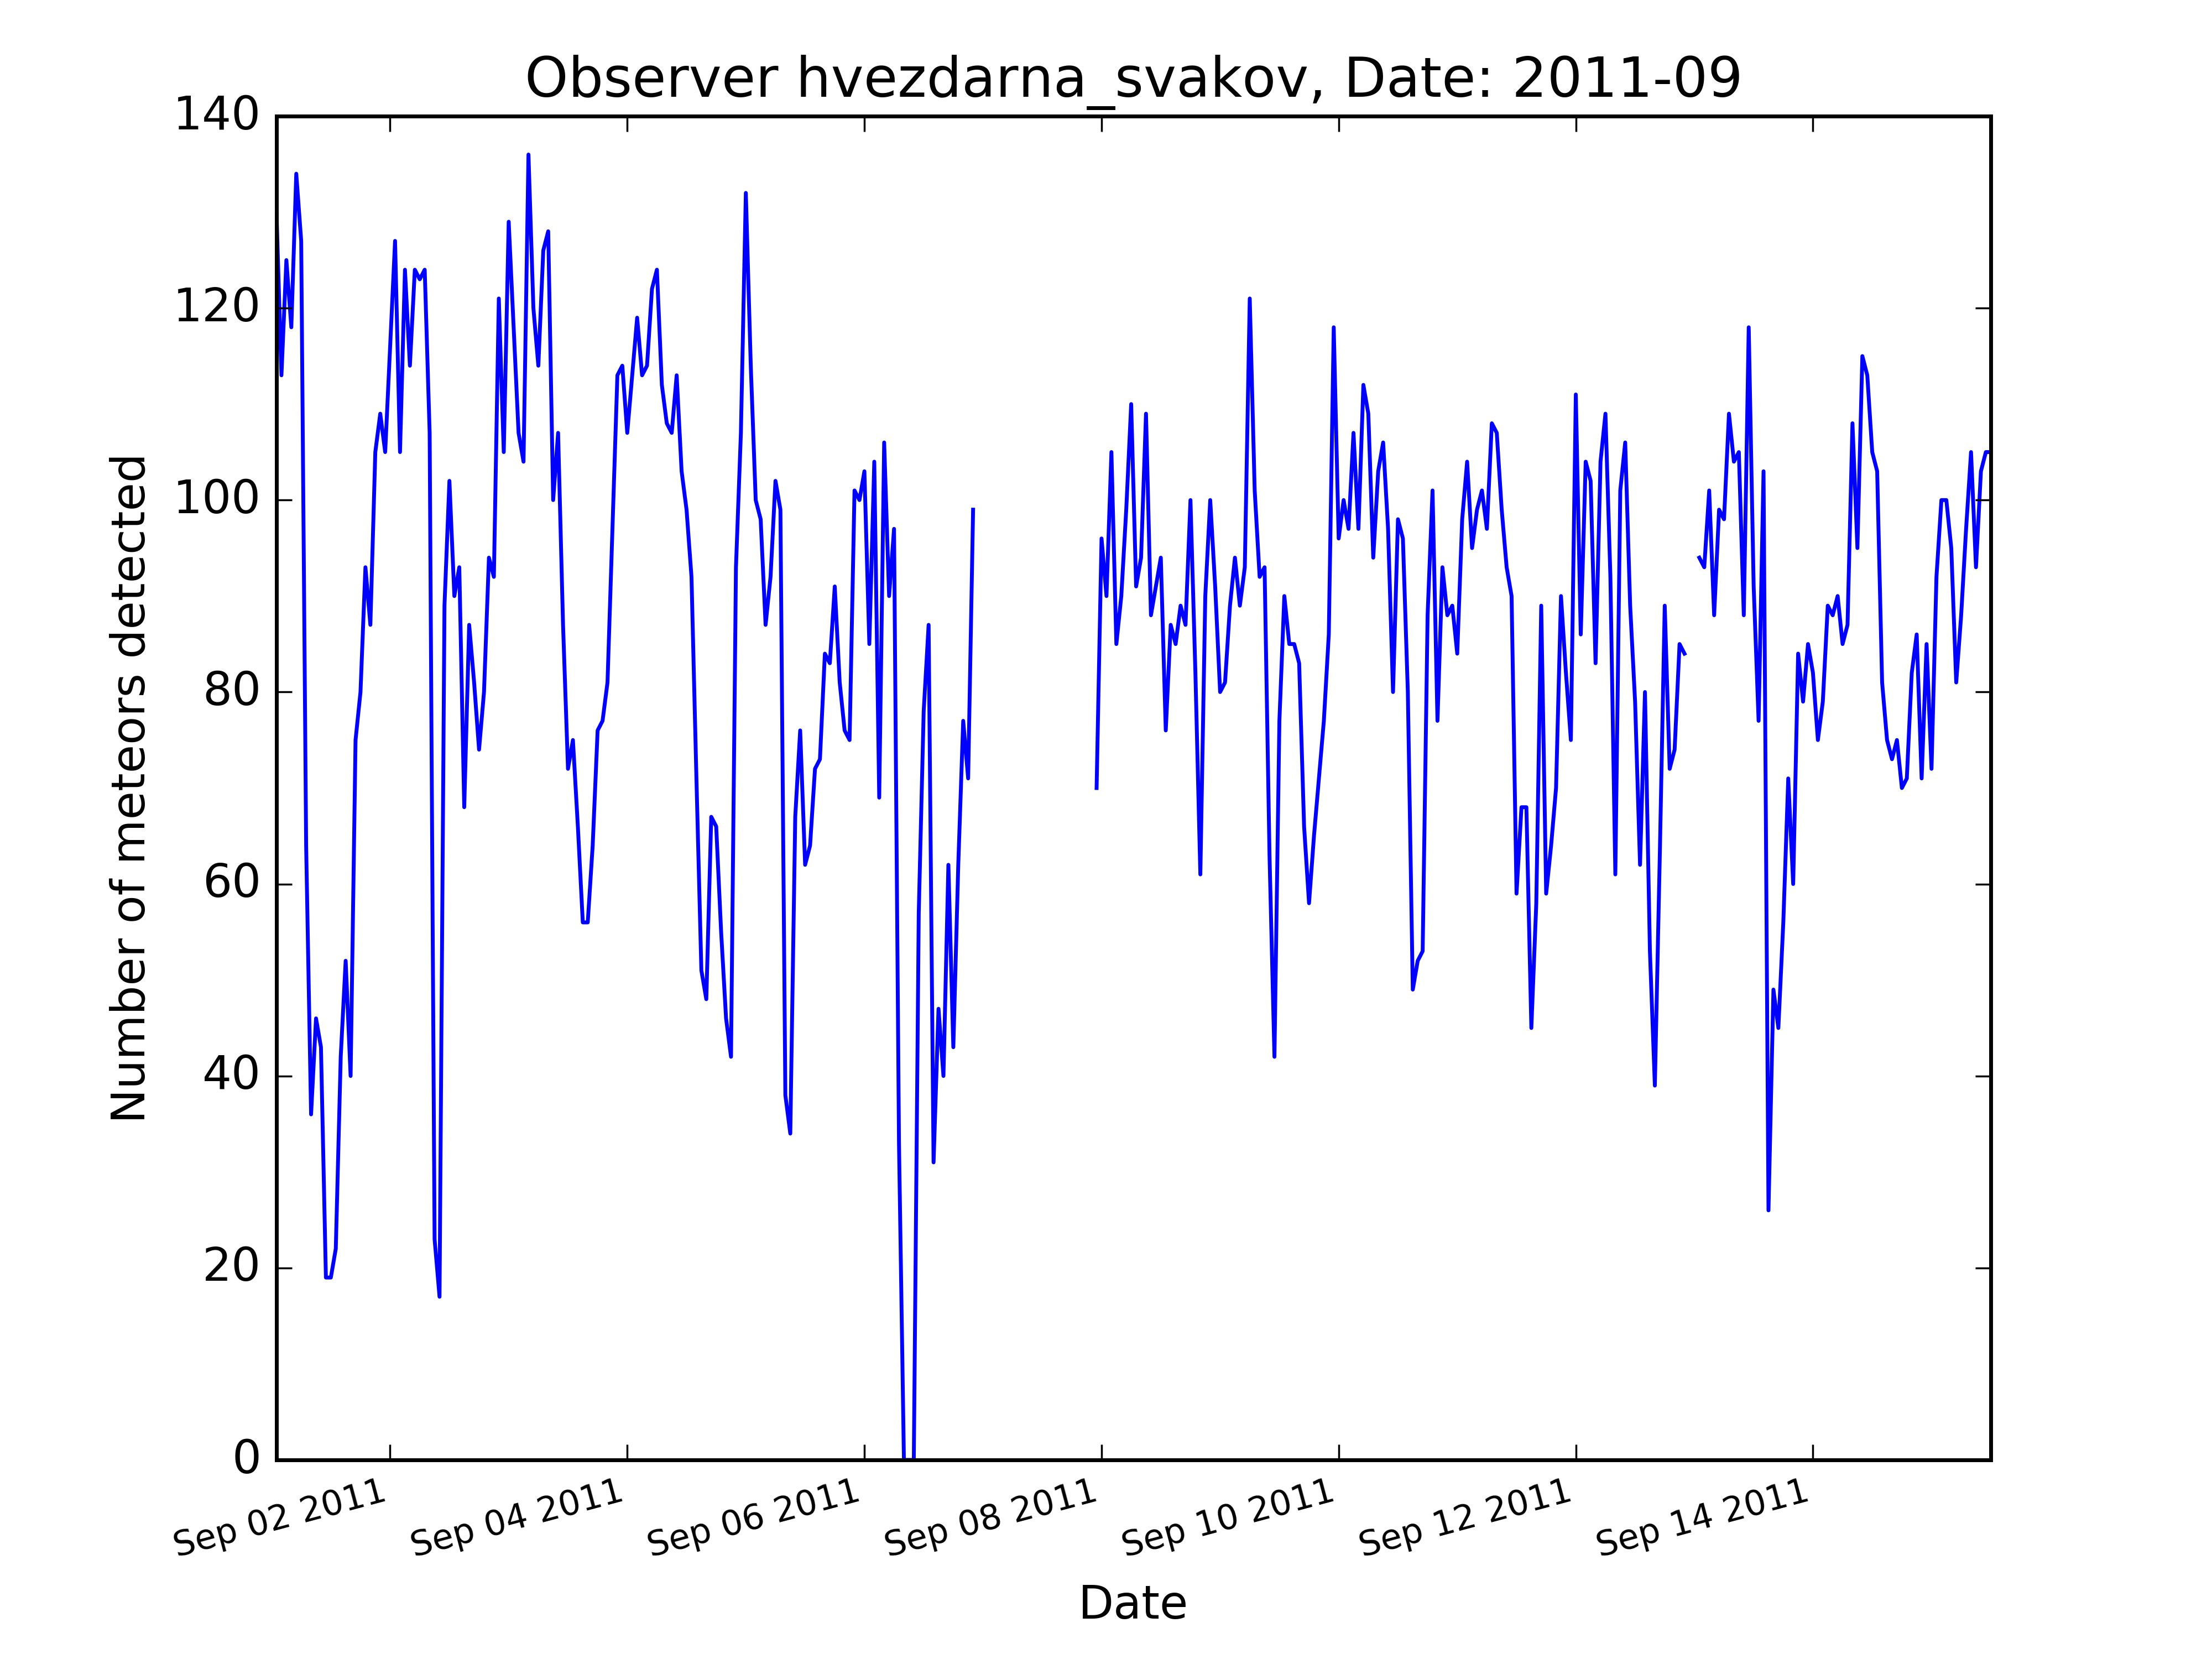 Observer hvezdarna_svakov, Date: 2011-09
Number of meteors detected
140
120
100
80
60
40
20
0
Sep 02 2011
Sep 04 2011
Sep 06 2011
Sep 08 2011
Sep 10 2011
Sep 12 2011
Sep 14 2011
Date